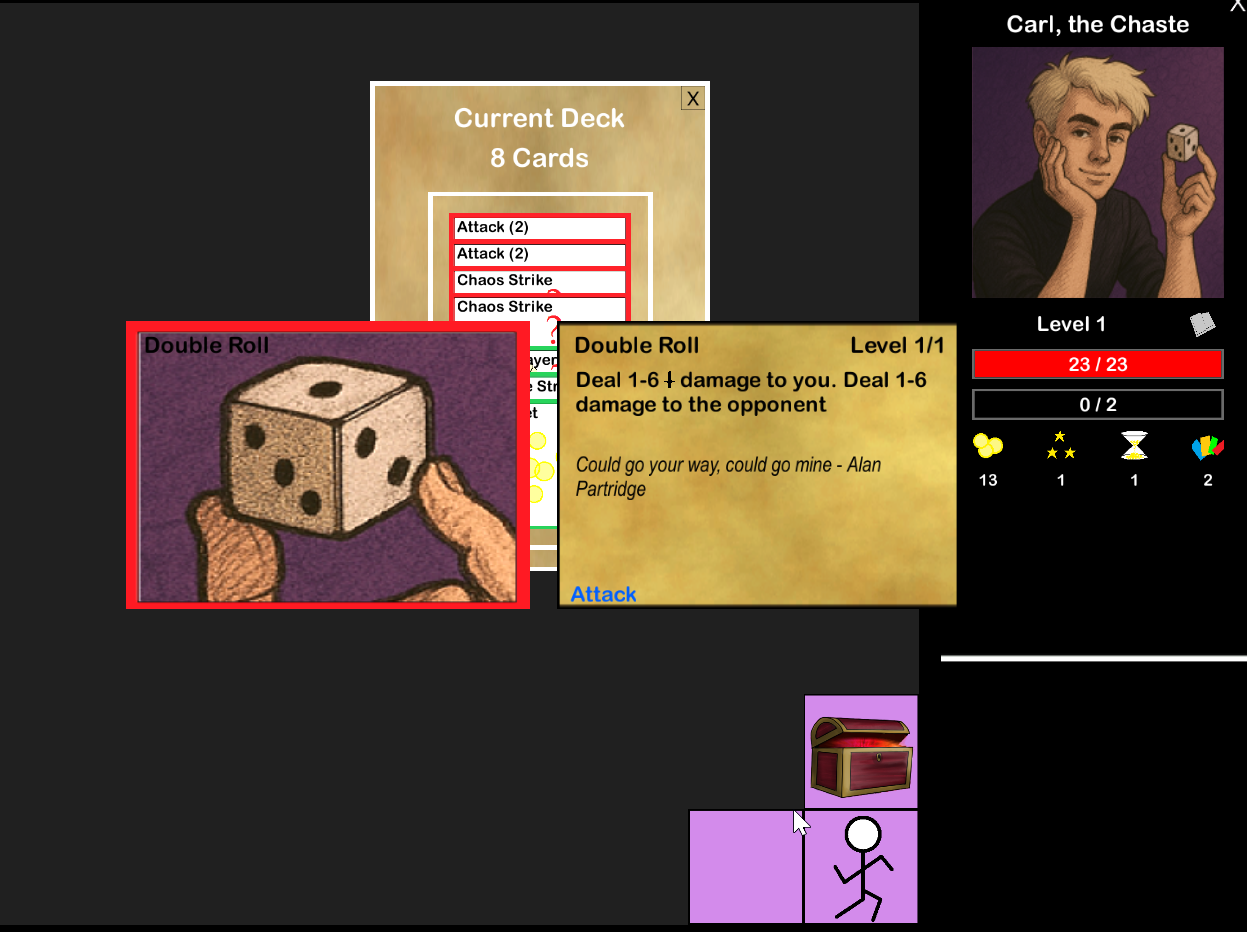 X
Carl, the Chaste
X
Current Deck
8 Cards
Attack (2)
Attack (2)
Chaos Strike
Chaos Strike
?
Double Roll
Double Roll
Level 1/1
Deal 1-6 damage to you. Deal 1-6
damage to the opponent
Could go your way, could go mine - Alan
Partridge
Attack
Level 1
23 / 23
0 / 2
13
1
1
2